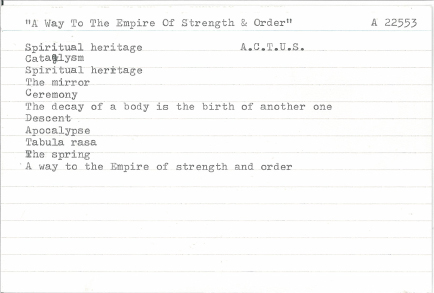 "A Way To The Empire Of Strength & Order" A 22553
Spiritual heritage A.C.T.U.S.
Cataclysm
Spiritual heritage
The mirror
Ceremony
The decay of a body is the birth of another one
Descent
Apocalypse
Tabula rasa
The spring
A way to the Empire of strength and order